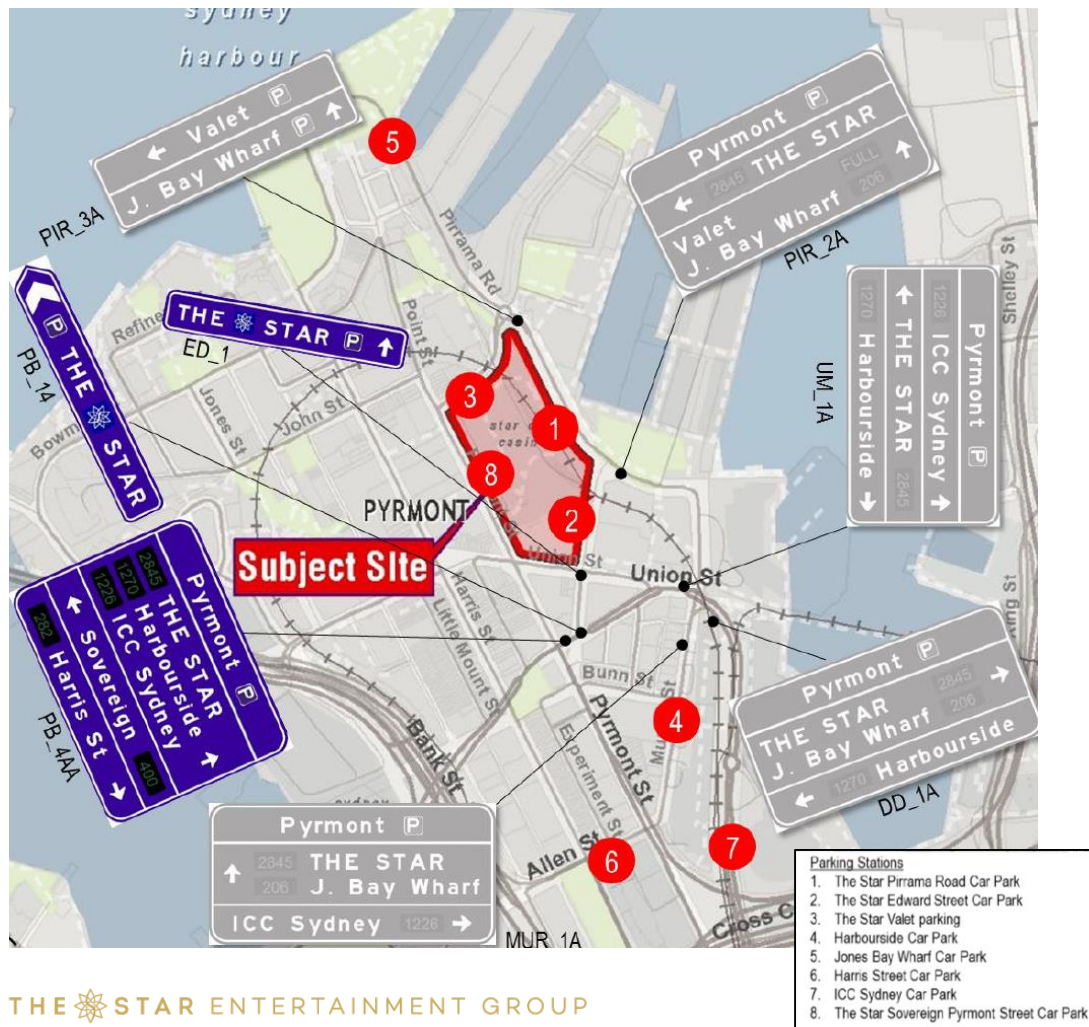 sydney
harbour
← Valet P
J. Bay Wharf P ↑
PIR_3A
5
Pyrmont P
← 2845 THE STAR
FULL
Valet
206
J. Bay Wharf ↑
PIR_2A
Pirrama Rd
Shelley St
P THE STAR
PB_14
THE STAR P ↑
ED_1
Point St
Jones St
John St
3
1
8
2
PYRMONT
Subject SIte
Union St
Union St
Pyrmont P
1226 ICC Sydney ↑
← THE STAR 2845
1270 Harbourside →
UM_1A
Pyrmont P
2845 THE STAR
1270 Harbourside
1226 ICC Sydney ↑
← Sovereign 400
282 Harris St →
PB_4AA
Harris St
Little Mount St
Bunn St
4
Pyrmont St
Experiment St
Bank St
Allen St
6
7
Pyrmont P
THE STAR 2845 →
J. Bay Wharf 206
← 1270 Harbourside
DD_1A
Pyrmont P
2845 THE STAR
↑ 206 J. Bay Wharf
ICC Sydney 1226 →
MUR_1A
Parking Stations
1. The Star Pirrama Road Car Park
2. The Star Edward Street Car Park
3. The Star Valet parking
4. Harbourside Car Park
5. Jones Bay Wharf Car Park
6. Harris Street Car Park
7. ICC Sydney Car Park
8. The Star Sovereign Pyrmont Street Car Park
THE STAR ENTERTAINMENT GROUP